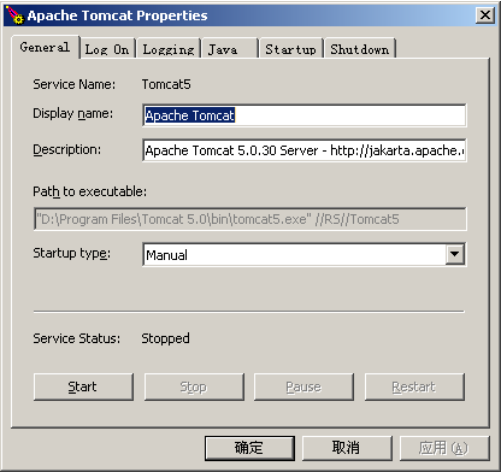 Apache Tomcat Properties
General Log On Logging Java Startup Shutdown
Service Name: Tomcat5
Display name: Apache Tomcat
Description: Apache Tomcat 5.0.30 Server - http://jakarta.apache.
Path to executable:
"D:\Program Files\Tomcat 5.0\bin\tomcat5.exe" //RS//Tomcat5
Startup type: Manual
Service Status: Stopped
Start Stop Pause Restart
确定 取消 应用(A)